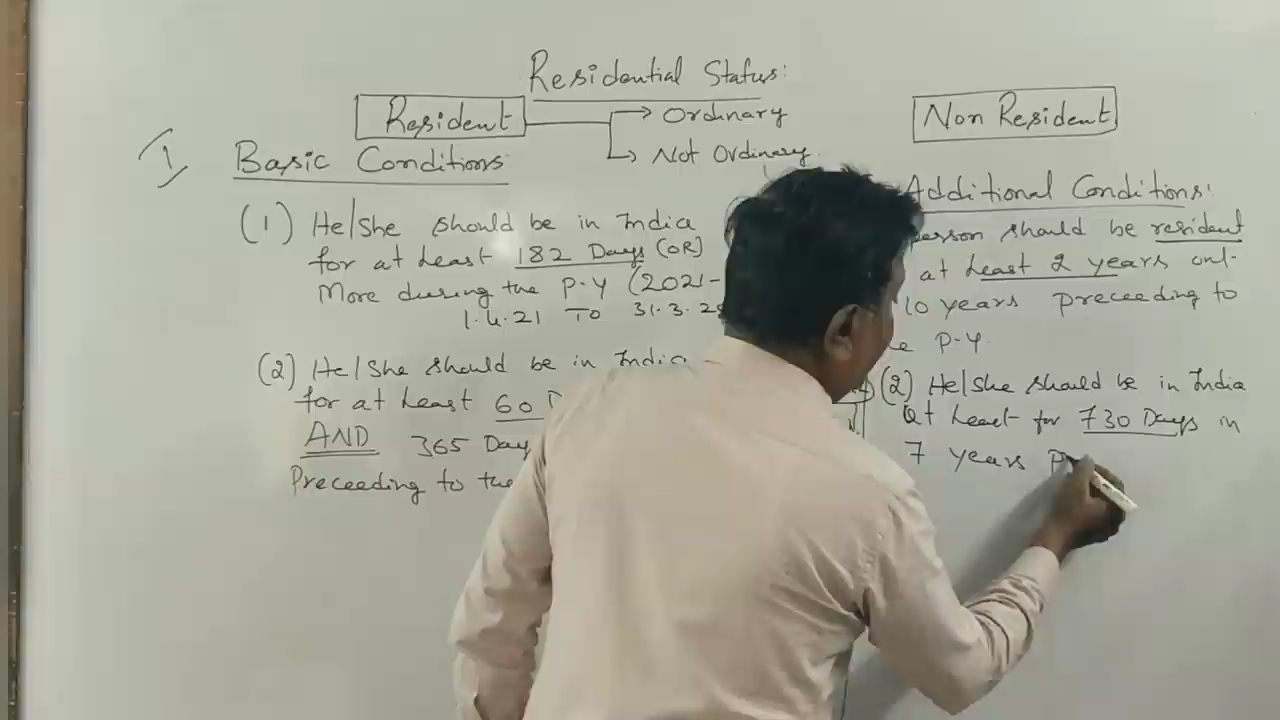 Residential Status:
Resident
Ordinary
Not Ordinary
Non Resident
I
Basic Conditions
(1) He/She should be in India
for at least 182 Days (OR)
More during the P.Y (2021-
1.4.21 To 31.3.2
(2) He/She should be in India
for at least 60
AND 365 Day
Preceeding to the
Additional Conditions:
person should be resident
at least 2 years out
10 years preceeding to
P.Y.
(2) He/She should be in India
at least for 730 Days in
7 years